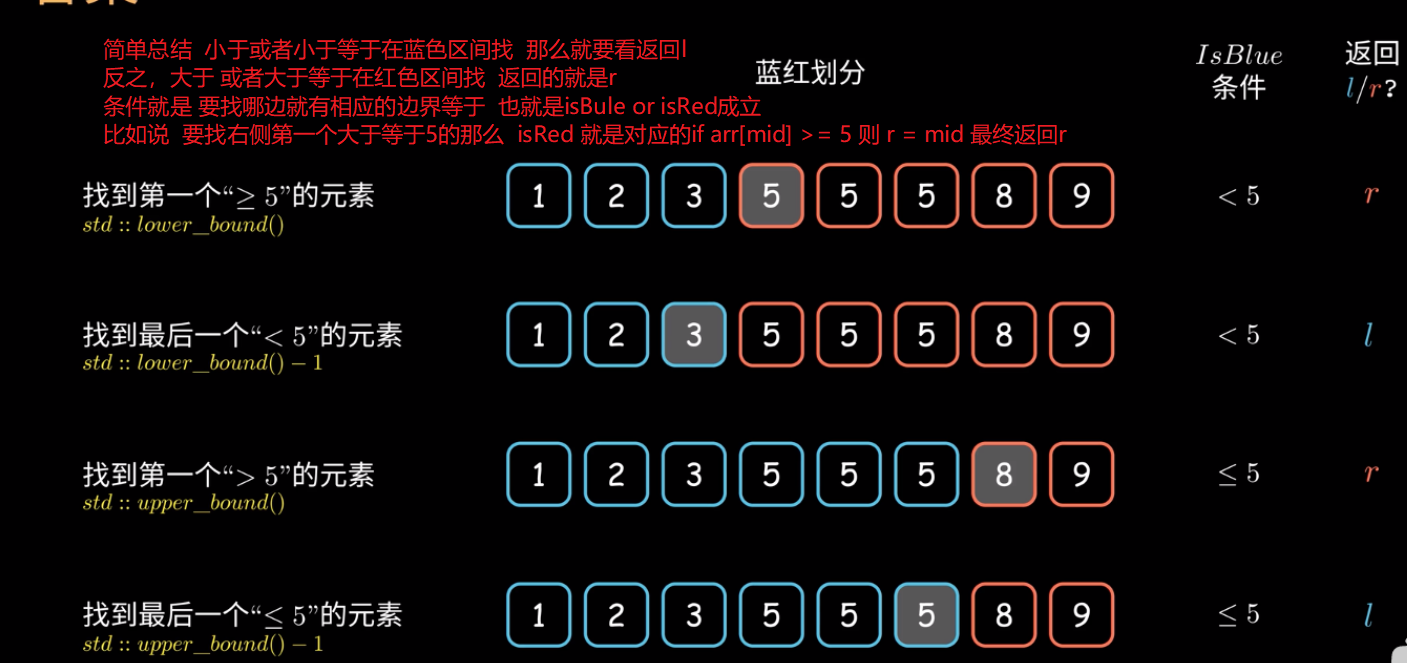 简单总结 小于或者小于等于在蓝色区间找 那么就要看返回l
反之，大于 或者大于等于在红色区间找 返回的就是r
条件就是 要找哪边就有相应的边界等于 也就是isBule or isRed成立
比如说 要找右侧第一个大于等于5的那么 isRed 就是对应的if arr[mid] >= 5 则 r = mid 最终返回r
蓝红划分
IsBlue
条件
返回
l/r?
找到第一个“≥ 5”的元素
std :: lower_bound()
1 2 3 5 5 5 8 9
< 5
r
找到最后一个“< 5”的元素
std :: lower_bound() − 1
1 2 3 5 5 5 8 9
< 5
l
找到第一个“> 5”的元素
std :: upper_bound()
1 2 3 5 5 5 8 9
≤ 5
r
找到最后一个“≤ 5”的元素
std :: upper_bound() − 1
1 2 3 5 5 5 8 9
≤ 5
l